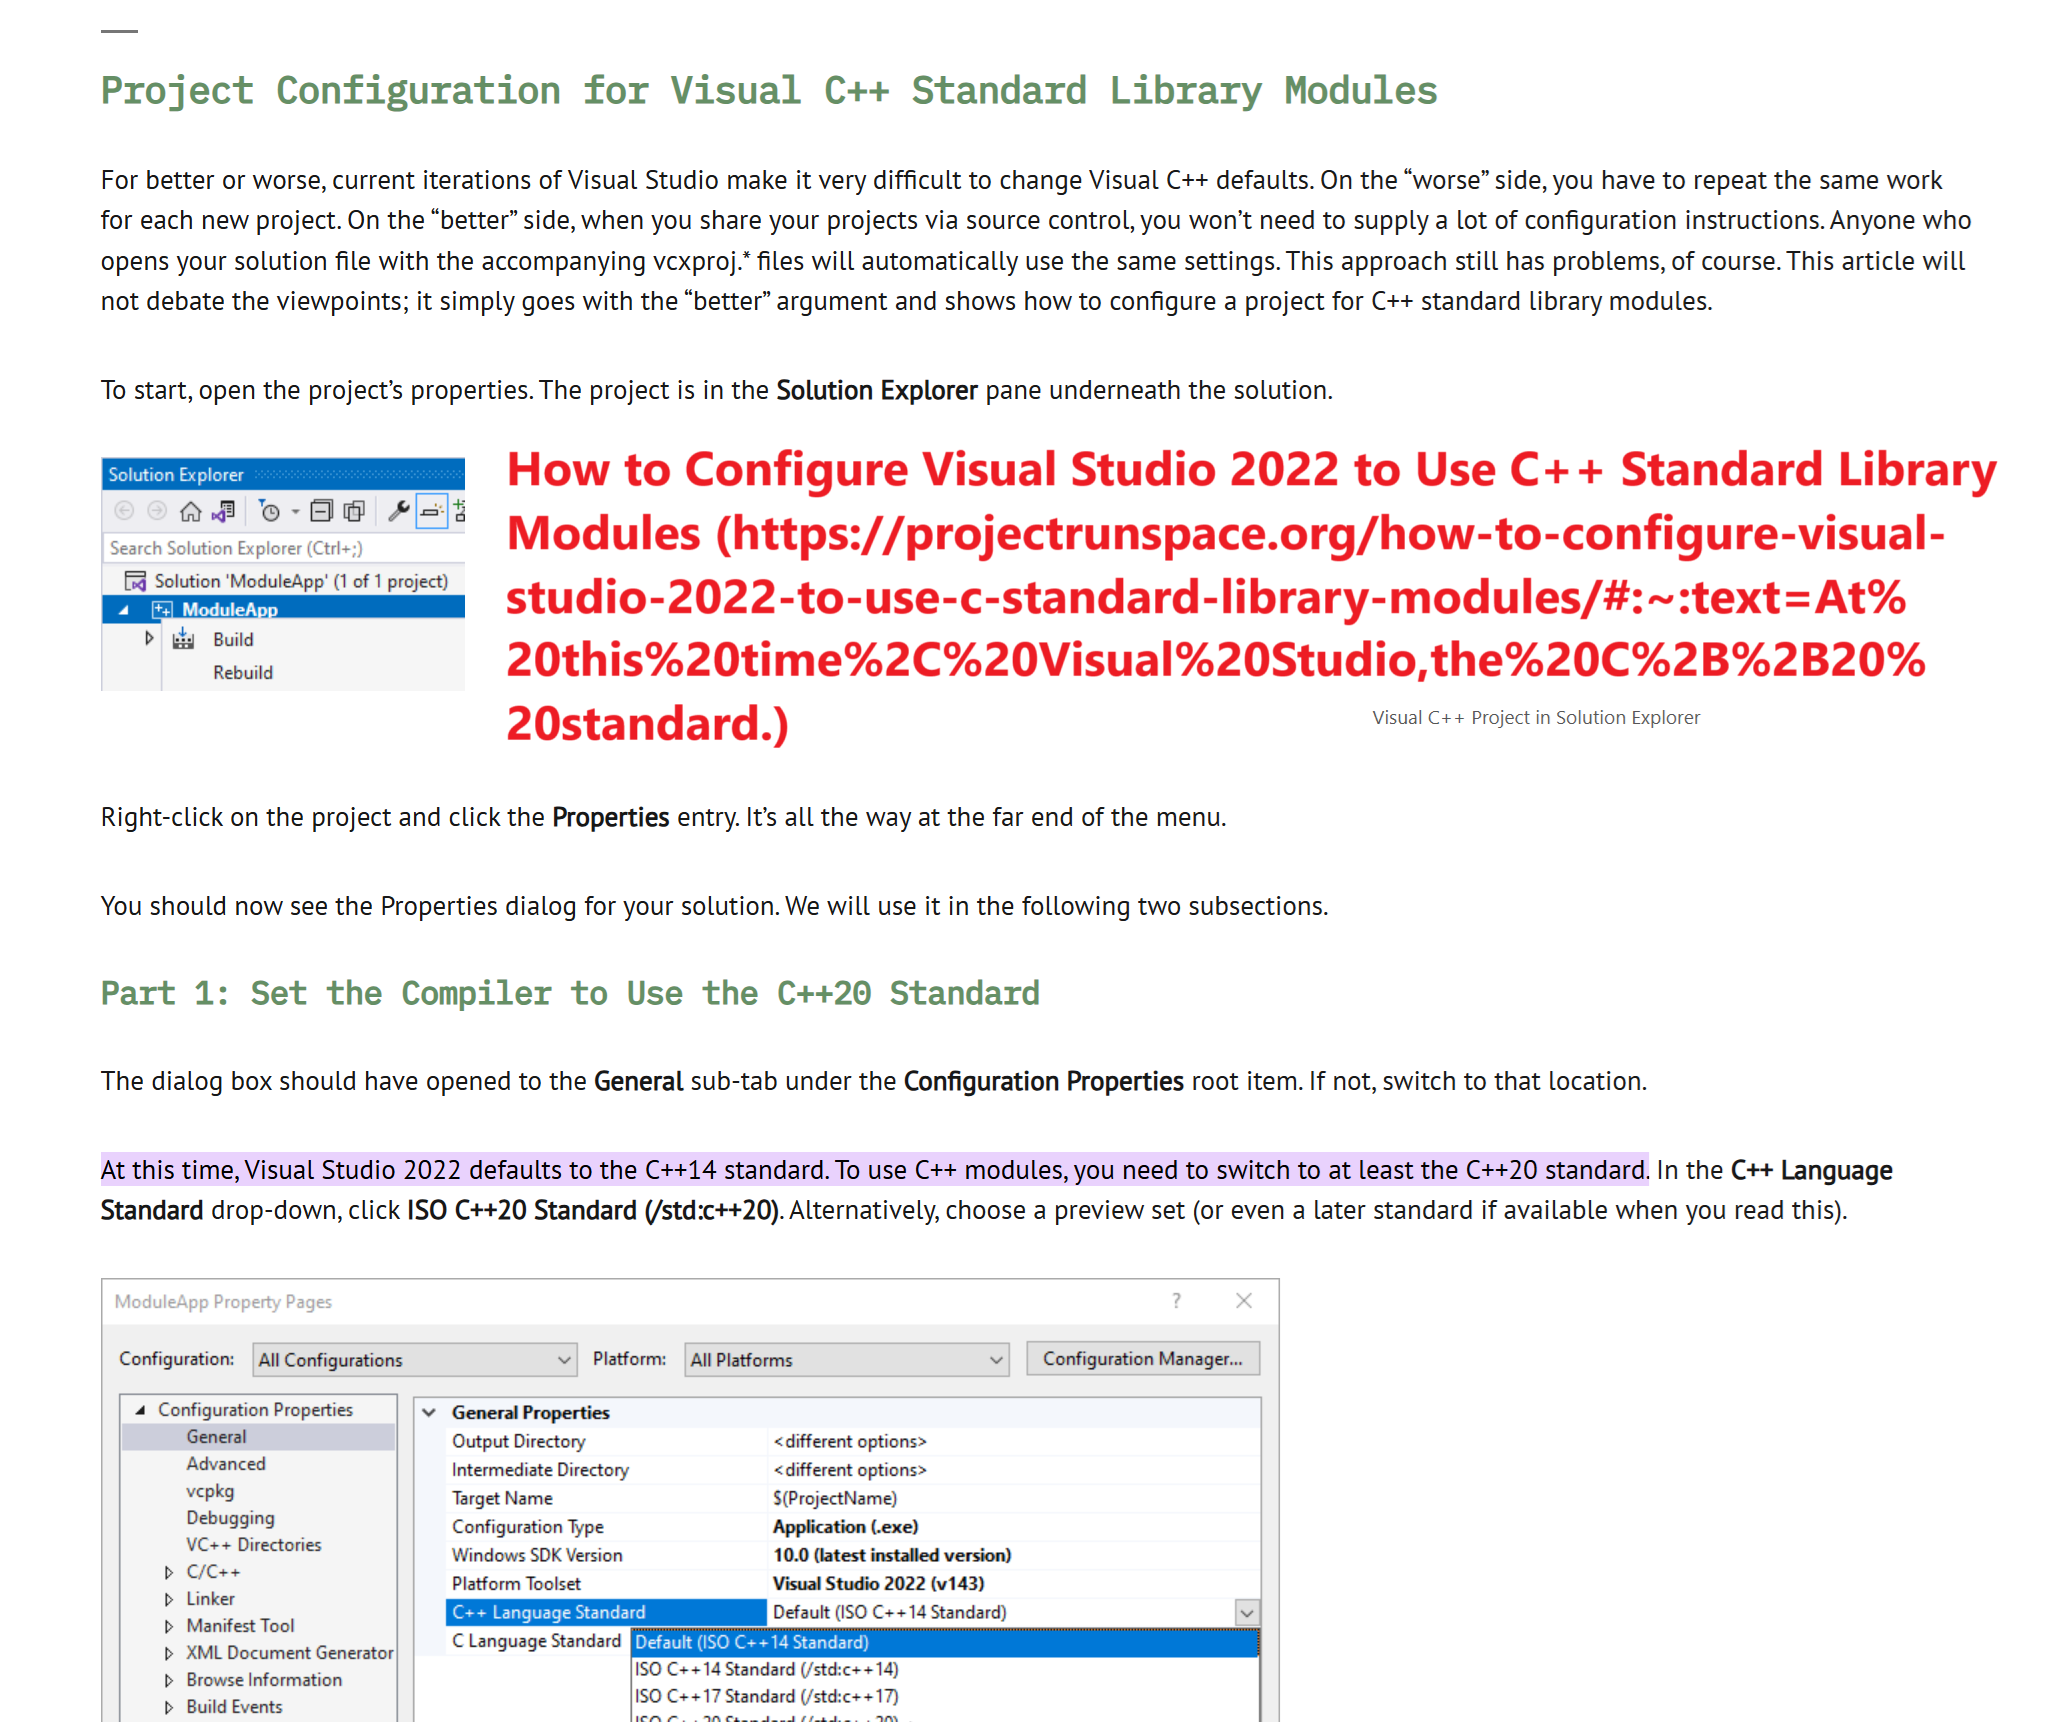 Project Configuration for Visual C++ Standard Library Modules
For better or worse, current iterations of Visual Studio make it very difficult to change Visual C++ defaults. On the “worse” side, you have to repeat the same work
for each new project. On the “better” side, when you share your projects via source control, you won’t need to supply a lot of configuration instructions. Anyone who
opens your solution file with the accompanying vcxproj.* files will automatically use the same settings. This approach still has problems, of course. This article will
not debate the viewpoints; it simply goes with the “better” argument and shows how to configure a project for C++ standard library modules.
To start, open the project’s properties. The project is in the Solution Explorer pane underneath the solution.
Solution Explorer
Search Solution Explorer (Ctrl+;)
Solution 'ModuleApp' (1 of 1 project)
ModuleApp
Build
Rebuild
How to Configure Visual Studio 2022 to Use C++ Standard Library
Modules (https://projectrunspace.org/how-to-configure-visual-
studio-2022-to-use-c-standard-library-modules/#:~:text=At%
20this%20time%2C%20Visual%20Studio,the%20C%2B%2B20%
20standard.)
Visual C++ Project in Solution Explorer
Right-click on the project and click the Properties entry. It’s all the way at the far end of the menu.
You should now see the Properties dialog for your solution. We will use it in the following two subsections.
Part 1: Set the Compiler to Use the C++20 Standard
The dialog box should have opened to the General sub-tab under the Configuration Properties root item. If not, switch to that location.
At this time, Visual Studio 2022 defaults to the C++14 standard. To use C++ modules, you need to switch to at least the C++20 standard. In the C++ Language
Standard drop-down, click ISO C++20 Standard (/std:c++20). Alternatively, choose a preview set (or even a later standard if available when you read this).
ModuleApp Property Pages ?
Configuration: All Configurations Platform: All Platforms Configuration Manager...
Configuration Properties
General
Advanced
vcpkg
Debugging
VC++ Directories
C/C++
Linker
Manifest Tool
XML Document Generator
Browse Information
Build Events
General Properties
Output Directory <different options>
Intermediate Directory <different options>
Target Name $(ProjectName)
Configuration Type Application (.exe)
Windows SDK Version 10.0 (latest installed version)
Platform Toolset Visual Studio 2022 (v143)
C++ Language Standard Default (ISO C++14 Standard)
C Language Standard Default (ISO C++14 Standard)
ISO C++14 Standard (/std:c++14)
ISO C++17 Standard (/std:c++17)
ISO C++20 Standard (/std:c++20)